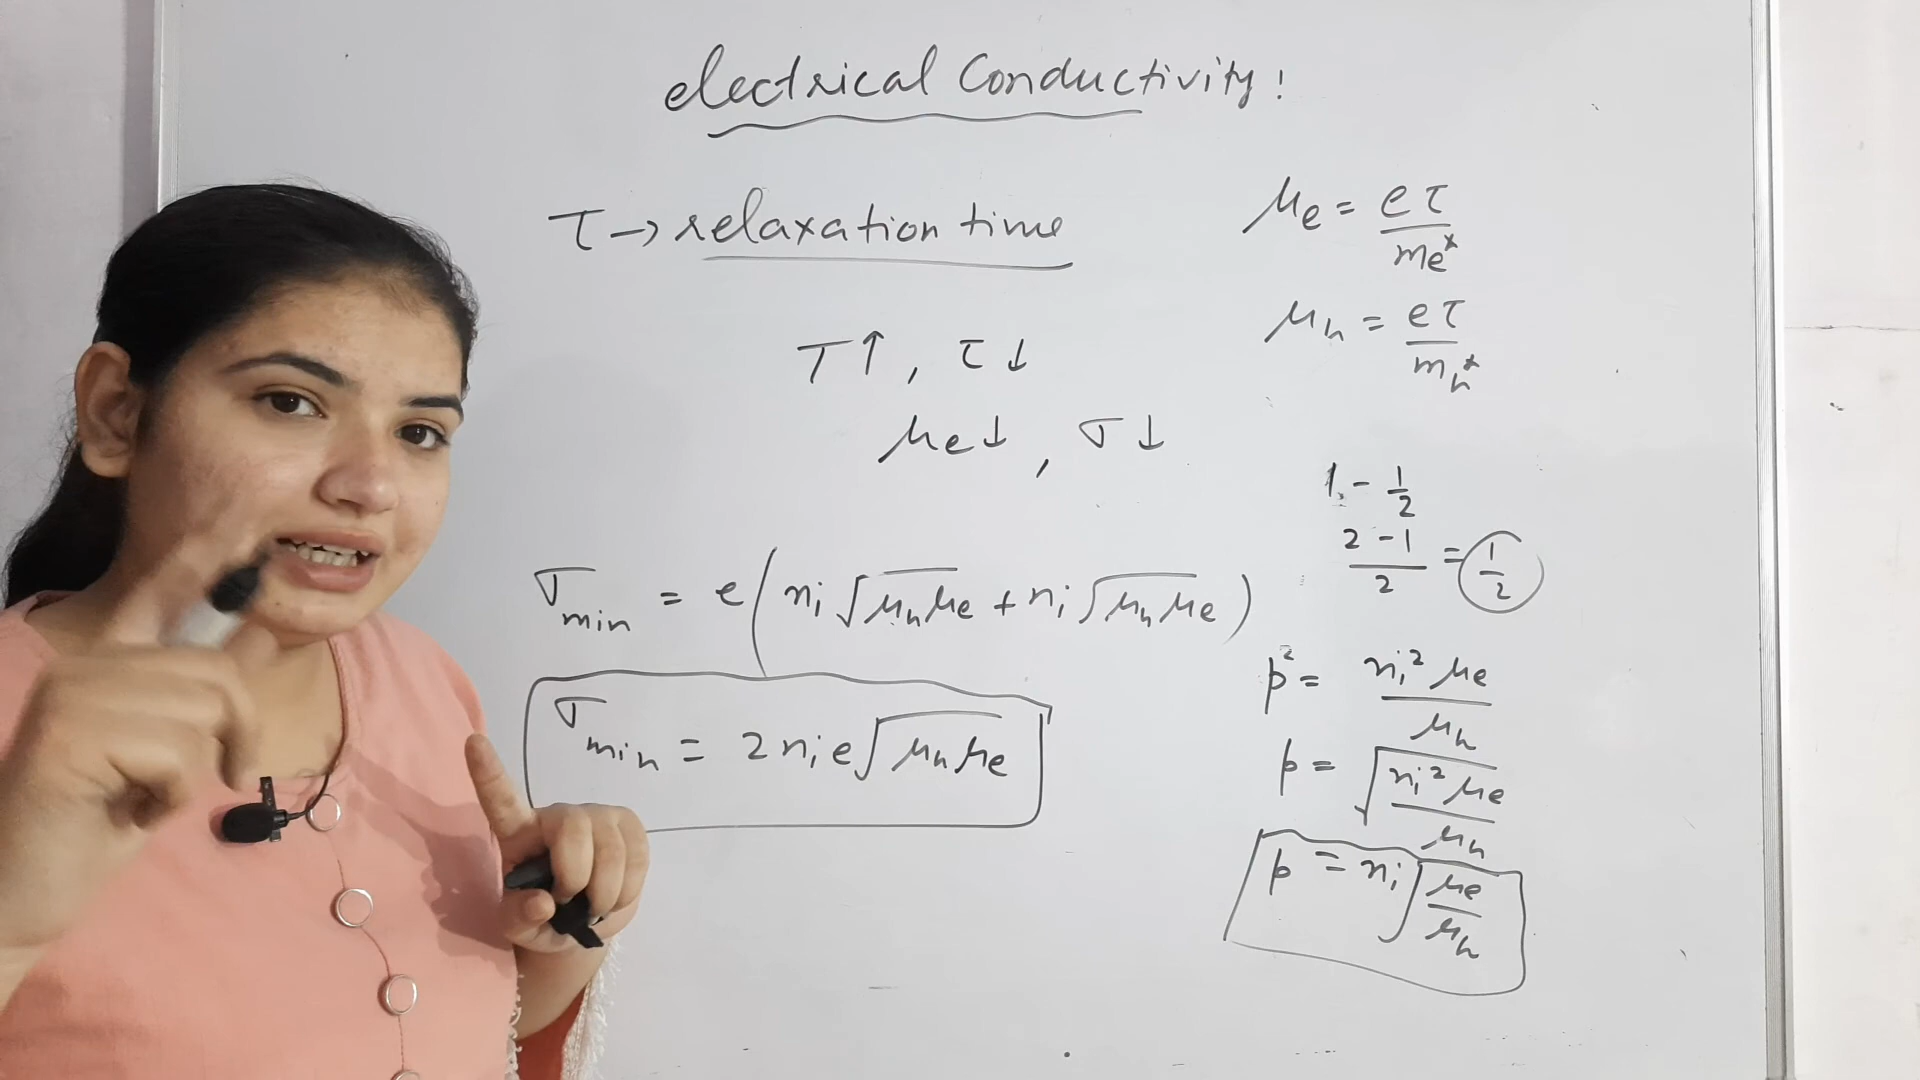 electrical Conductivity!
τ → relaxation time
T↑, τ↓
μe↓, σ↓
σmin = e(ni√μhμe + ni√μhμe)
σmin = 2nie√μhμe
μe = eτ/me*
μh = eτ/mh*
1 - 1/2
2-1/2 = 1/2
p² = ni²μe/μh
p = √ni²μe/μh
p = ni√μe/μh